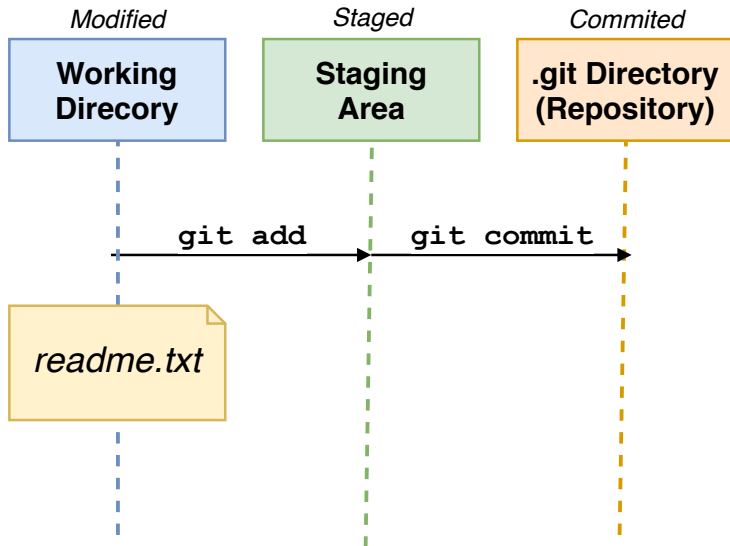 Modified
Staged
Commited
Working
Direcory
Staging
Area
.git Directory
(Repository)
git add
git commit
readme.txt